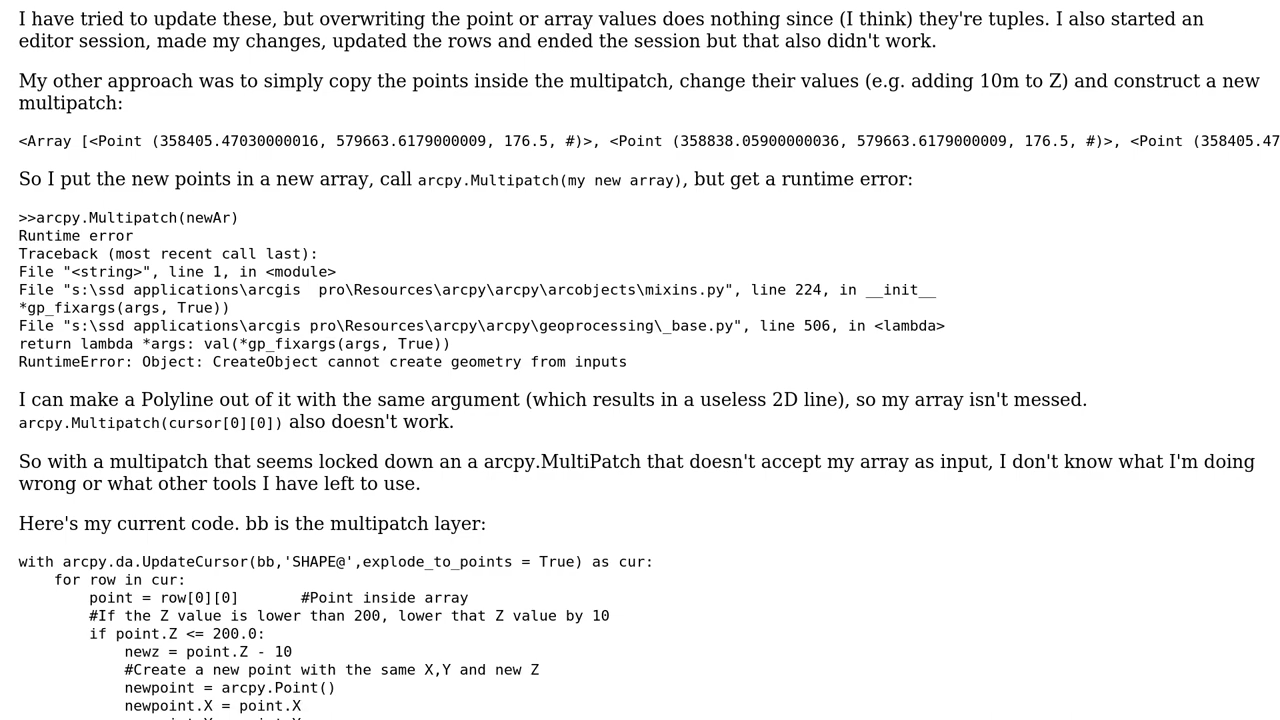 I have tried to update these, but overwriting the point or array values does nothing since (I think) they're tuples. I also started an
editor session, made my changes, updated the rows and ended the session but that also didn't work.
My other approach was to simply copy the points inside the multipatch, change their values (e.g. adding 10m to Z) and construct a new
multipatch:
<Array [<Point (358405.47030000016, 579663.6179000009, 176.5, #)>, <Point (358838.05900000036, 579663.6179000009, 176.5, #)>, <Point (358405.47
So I put the new points in a new array, call arcpy.Multipatch(my new array), but get a runtime error:
>>arcpy.Multipatch(newAr)
Runtime error
Traceback (most recent call last):
File "<string>", line 1, in <module>
File "s:\ssd applications\arcgis  pro\Resources\arcpy\arcpy\arcobjects\mixins.py", line 224, in __init__
*gp_fixargs(args, True))
File "s:\ssd applications\arcgis pro\Resources\arcpy\arcpy\geoprocessing\_base.py", line 506, in <lambda>
return lambda *args: val(*gp_fixargs(args, True))
RuntimeError: Object: CreateObject cannot create geometry from inputs
I can make a Polyline out of it with the same argument (which results in a useless 2D line), so my array isn't messed.
arcpy.Multipatch(cursor[0][0]) also doesn't work.
So with a multipatch that seems locked down an a arcpy.MultiPatch that doesn't accept my array as input, I don't know what I'm doing
wrong or what other tools I have left to use.
Here's my current code. bb is the multipatch layer:
with arcpy.da.UpdateCursor(bb,'SHAPE@',explode_to_points = True) as cur:
    for row in cur:
        point = row[0][0]       #Point inside array
        #If the Z value is lower than 200, lower that Z value by 10
        if point.Z <= 200.0:
            newz = point.Z - 10
            #Create a new point with the same X,Y and new Z
            newpoint = arcpy.Point()
            newpoint.X = point.X